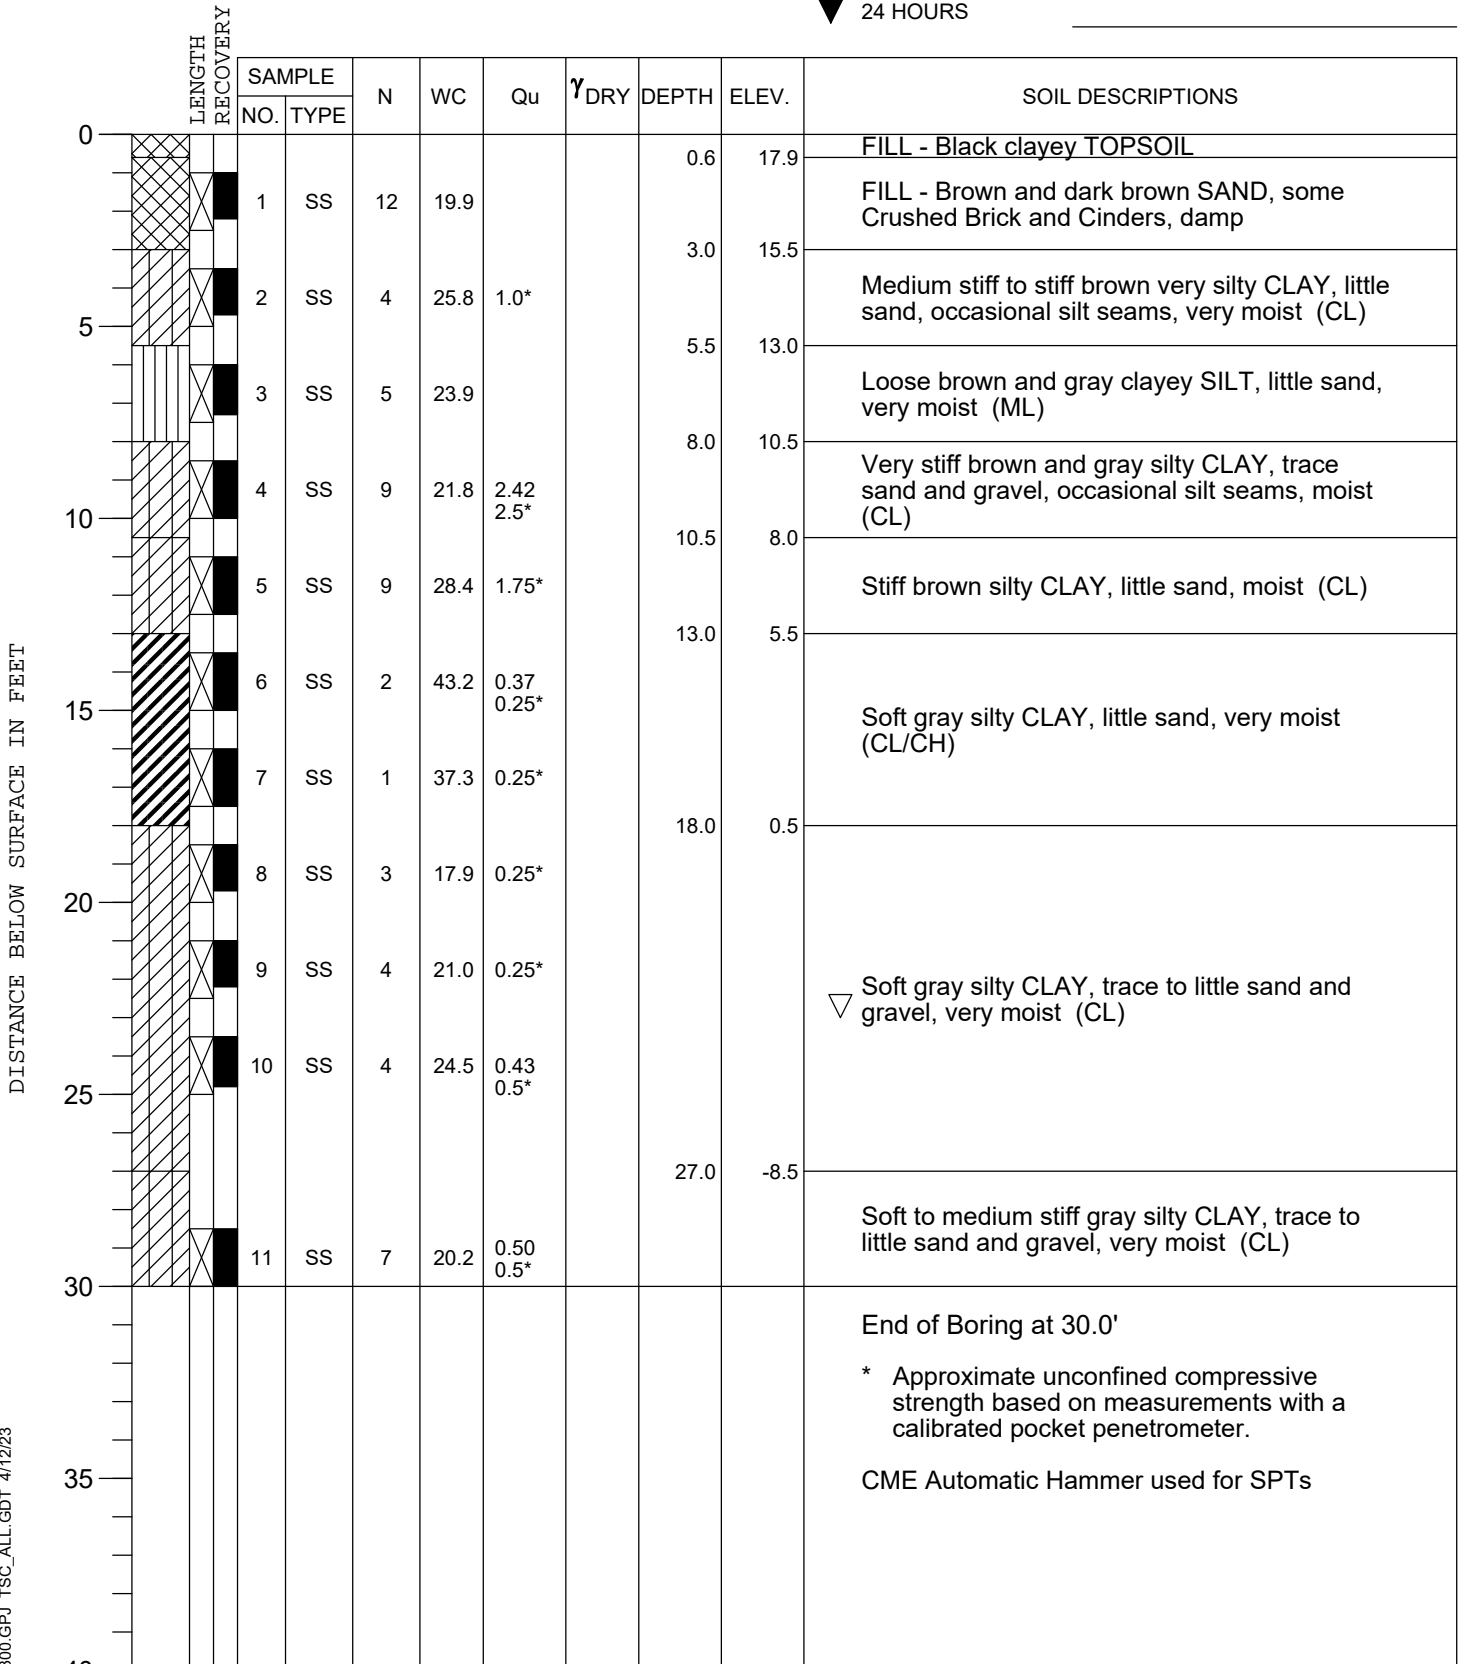 24 HOURS
LENGTH
RECOVERY
SAMPLE
NO. TYPE N WC Qu γDRY DEPTH ELEV. SOIL DESCRIPTIONS
0
FILL - Black clayey TOPSOIL
0.6 17.9
1 SS 12 19.9
FILL - Brown and dark brown SAND, some
Crushed Brick and Cinders, damp
3.0 15.5
2 SS 4 25.8 1.0*
Medium stiff to stiff brown very silty CLAY, little
sand, occasional silt seams, very moist (CL)
5
5.5 13.0
3 SS 5 23.9
Loose brown and gray clayey SILT, little sand,
very moist (ML)
8.0 10.5
4 SS 9 21.8 2.42
2.5*
Very stiff brown and gray silty CLAY, trace
sand and gravel, occasional silt seams, moist
(CL)
10
10.5 8.0
5 SS 9 28.4 1.75*
Stiff brown silty CLAY, little sand, moist (CL)
13.0 5.5
6 SS 2 43.2 0.37
0.25*
15
Soft gray silty CLAY, little sand, very moist
(CL/CH)
7 SS 1 37.3 0.25*
18.0 0.5
8 SS 3 17.9 0.25*
20
9 SS 4 21.0 0.25*
Soft gray silty CLAY, trace to little sand and
gravel, very moist (CL)
10 SS 4 24.5 0.43
0.5*
25
27.0 -8.5
Soft to medium stiff gray silty CLAY, trace to
little sand and gravel, very moist (CL)
11 SS 7 20.2 0.50
0.5*
30
End of Boring at 30.0'
* Approximate unconfined compressive
strength based on measurements with a
calibrated pocket penetrometer.
35
CME Automatic Hammer used for SPTs
DISTANCE BELOW SURFACE IN FEET
TSC_ALL.GDT 4/12/23